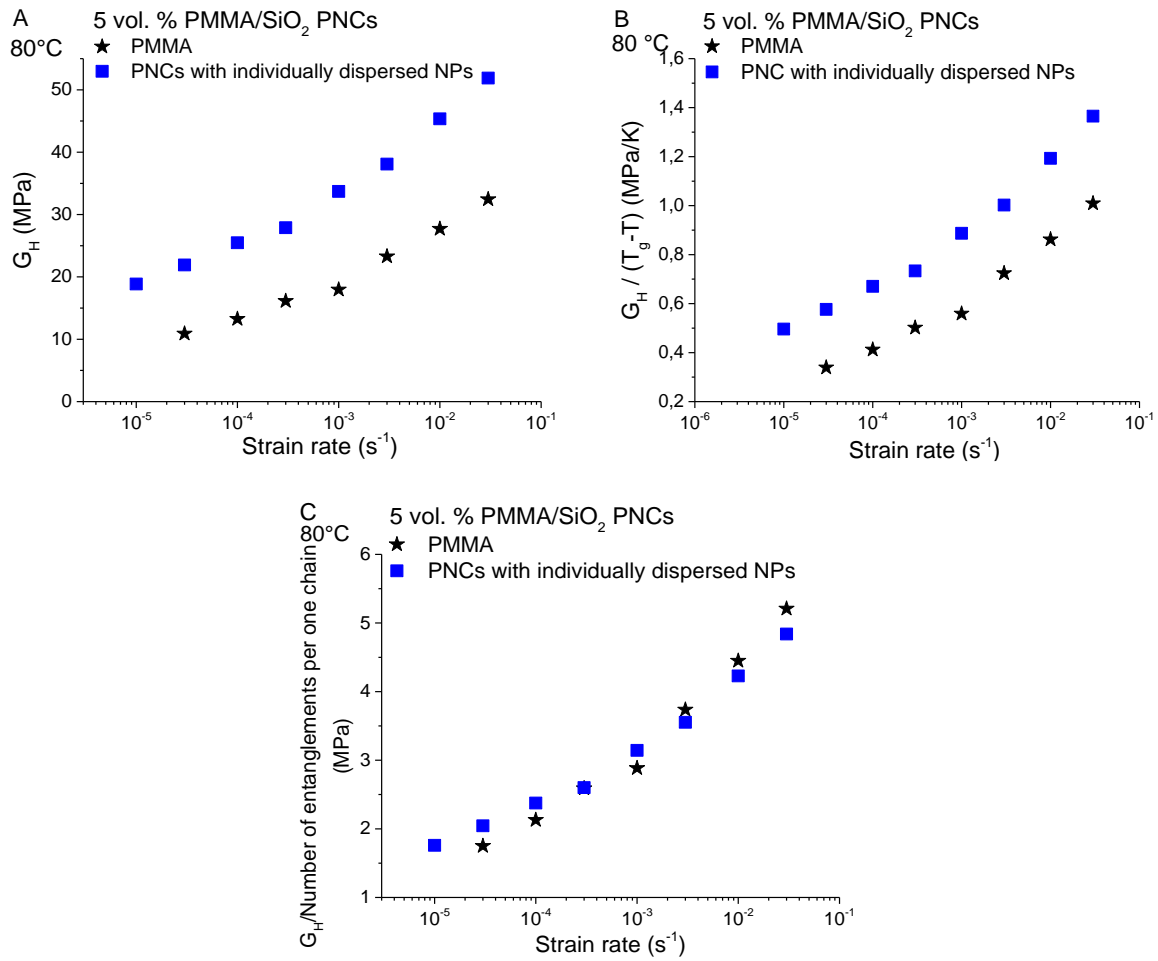 A
5 vol. % PMMA/SiO₂ PNCs
80°C
PMMA
PNCs with individually dispersed NPs
50
40
30
20
10
0
G_H (MPa)
10⁻⁵ 10⁻⁴ 10⁻³ 10⁻² 10⁻¹
Strain rate (s⁻¹)
B
5 vol. % PMMA/SiO₂ PNCs
80 °C
PMMA
PNC with individually dispersed NPs
1,6
1,4
1,2
1,0
0,8
0,6
0,4
0,2
G_H / (T_g-T) (MPa/K)
10⁻⁶ 10⁻⁵ 10⁻⁴ 10⁻³ 10⁻² 10⁻¹
Strain rate (s⁻¹)
C
5 vol. % PMMA/SiO₂ PNCs
80°C
PMMA
PNCs with individually dispersed NPs
6
5
4
3
2
1
G_H/Number of entanglements per one chain
(MPa)
10⁻⁵ 10⁻⁴ 10⁻³ 10⁻² 10⁻¹
Strain rate (s⁻¹)